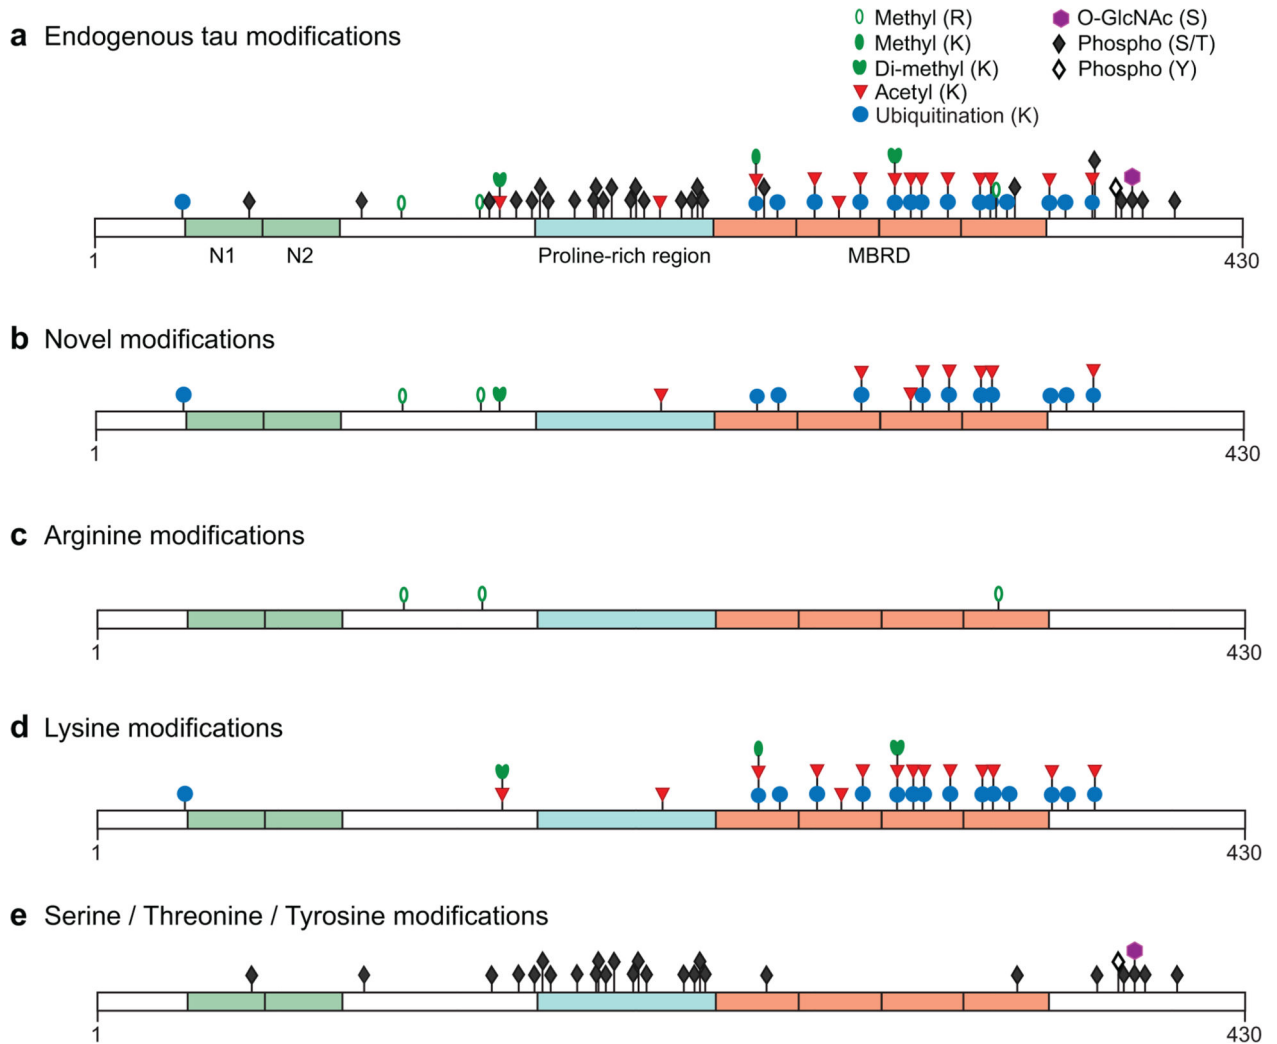 a Endogenous tau modifications
Methyl (R)
Methyl (K)
Di-methyl (K)
Acetyl (K)
Ubiquitination (K)
O-GlcNAc (S)
Phospho (S/T)
Phospho (Y)
N1 N2 Proline-rich region MBRD
1 430
b Novel modifications
1 430
c Arginine modifications
1 430
d Lysine modifications
1 430
e Serine / Threonine / Tyrosine modifications
1 430